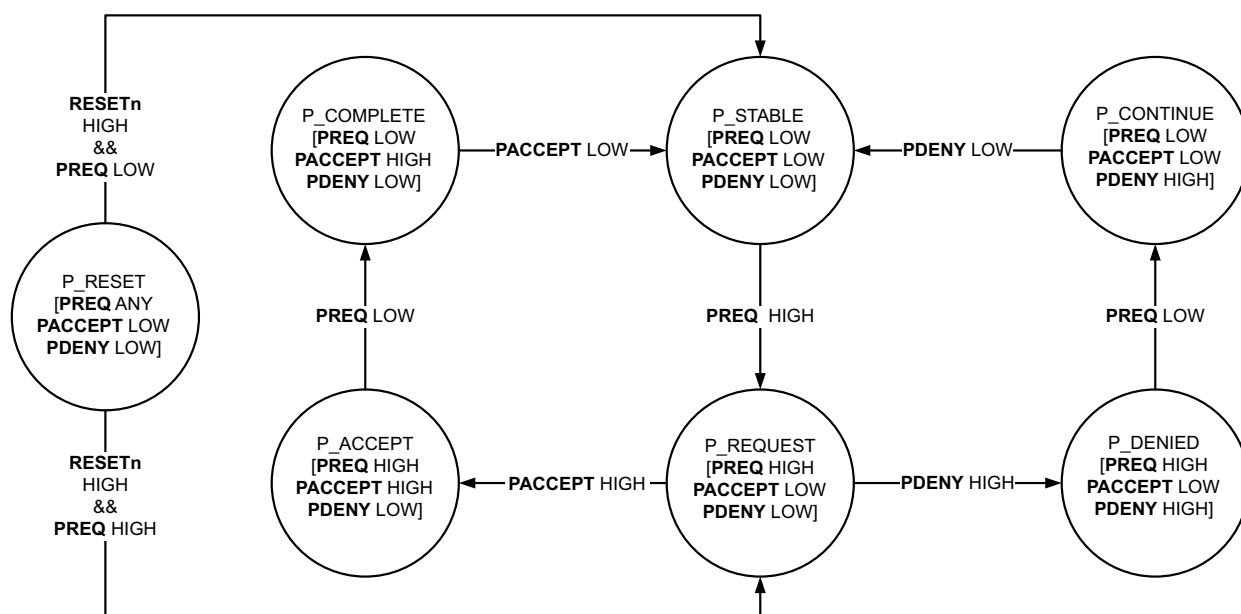 RESETn
HIGH
&&
PREQ LOW
P_RESET
[PREQ ANY
PACCEPT LOW
PDENY LOW]
RESETn
HIGH
&&
PREQ HIGH
P_COMPLETE
[PREQ LOW
PACCEPT HIGH
PDENY LOW]
PACCEPT LOW
P_STABLE
[PREQ LOW
PACCEPT LOW
PDENY LOW]
PDENY LOW
P_CONTINUE
[PREQ LOW
PACCEPT LOW
PDENY HIGH]
PREQ LOW
PREQ HIGH
PREQ LOW
P_ACCEPT
[PREQ HIGH
PACCEPT HIGH
PDENY LOW]
PACCEPT HIGH
P_REQUEST
[PREQ HIGH
PACCEPT LOW
PDENY LOW]
PDENY HIGH
P_DENIED
[PREQ HIGH
PACCEPT LOW
PDENY HIGH]